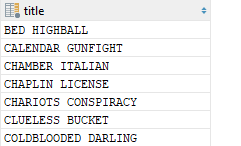 title
BED HIGHBALL
CALENDAR GUNFIGHT
CHAMBER ITALIAN
CHAPLIN LICENSE
CHARIOTS CONSPIRACY
CLUELESS BUCKET
COLDBLOODED DARLING